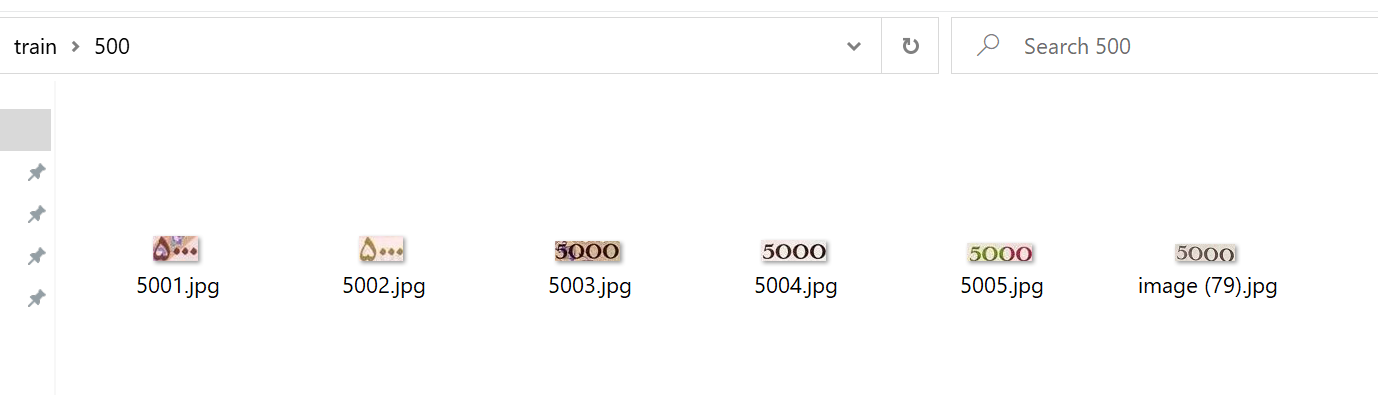 train > 500
Search 500
۵۰۰۰ ۵۰۰۰ 5000 5000 5000 5000
5001.jpg 5002.jpg 5003.jpg 5004.jpg 5005.jpg image (79).jpg